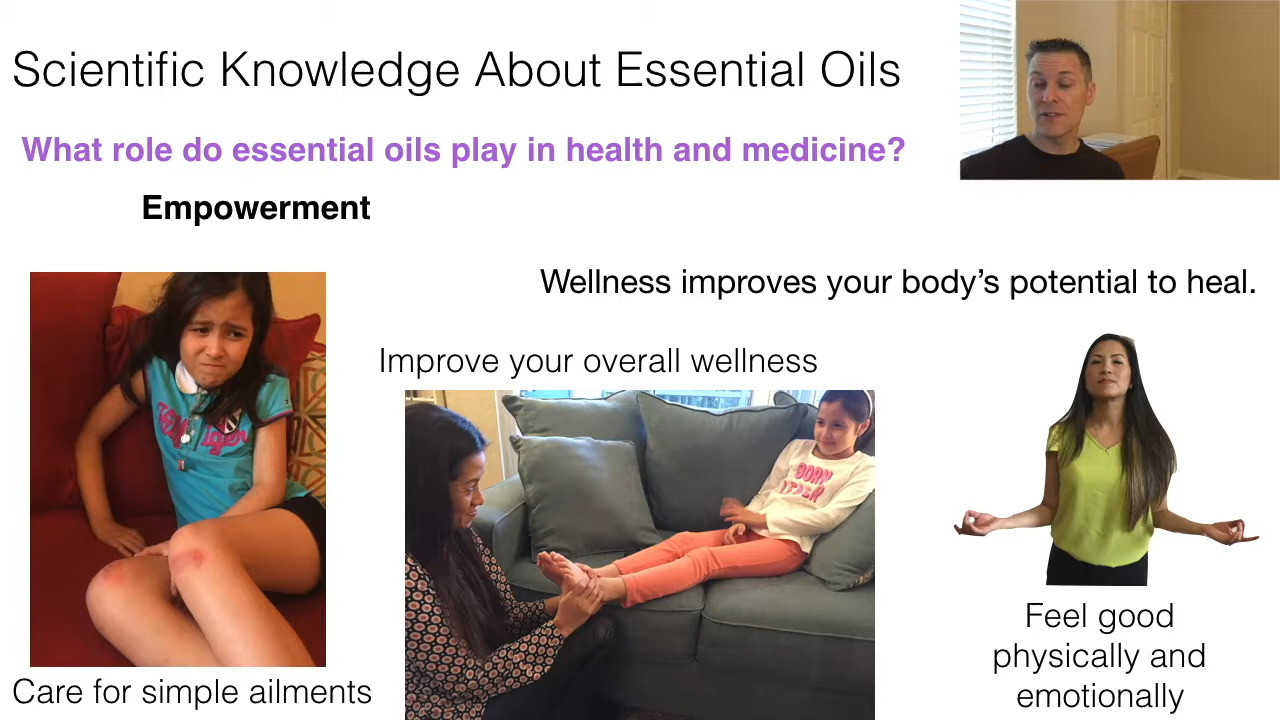 Scientific Knowledge About Essential Oils
What role do essential oils play in health and medicine?
Empowerment
Wellness improves your body’s potential to heal.
Improve your overall wellness
BORN
Care for simple ailments
Feel good
physically and
emotionally